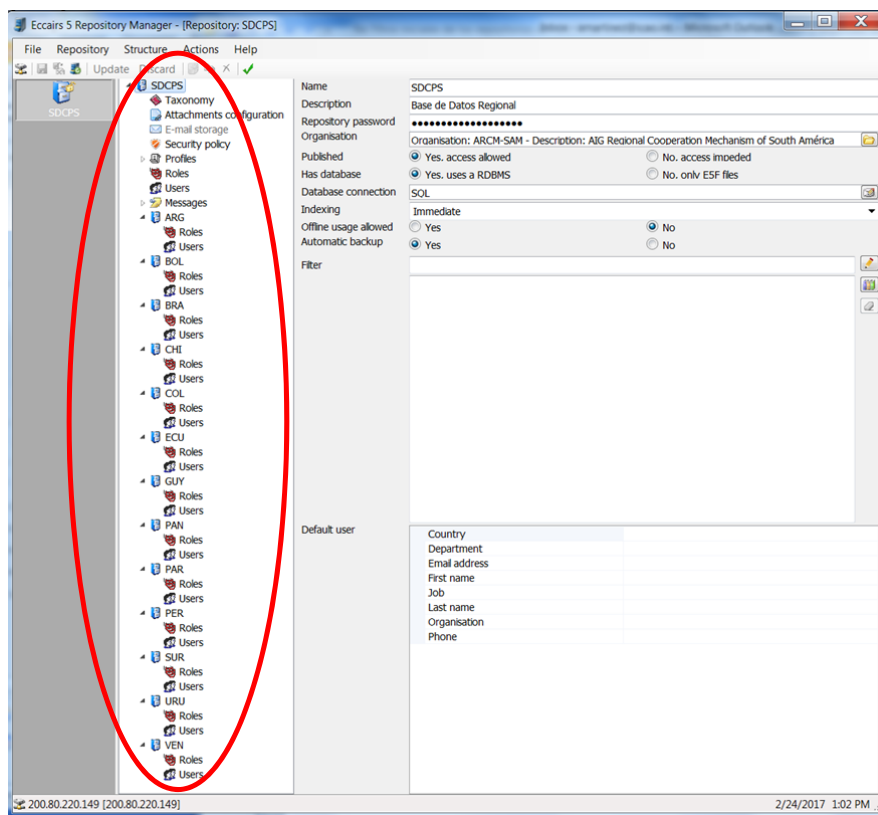 Eccairs 5 Repository Manager - [Repository: SDCPS]
File Repository Structure Actions Help
Update Discard
SDCPS
SDCPS
Taxonomy
Attachments configuration
E-mail storage
Security policy
Profiles
Roles
Users
Messages
ARG
Roles
Users
BOL
Roles
Users
BRA
Roles
Users
CHI
Roles
Users
COL
Roles
Users
ECU
Roles
Users
GUY
Roles
Users
PAN
Roles
Users
PAR
Roles
Users
PER
Roles
Users
SUR
Roles
Users
URU
Roles
Users
VEN
Roles
Users
Name SDCPS
Description Base de Datos Regional
Repository password ●●●●●●●●●●●●●●●●●●●
Organisation Organisation: ARCM-SAM - Description: AIG Regional Cooperation Mechanism of South América
Published Yes. access allowed No. access impeded
Has database Yes. uses a RDBMS No. only E5F files
Database connection SQL
Indexing Immediate
Offline usage allowed Yes No
Automatic backup Yes No
Filter
Default user
Country
Department
Email address
First name
Job
Last name
Organisation
Phone
200.80.220.149 [200.80.220.149] 2/24/2017 1:02 PM